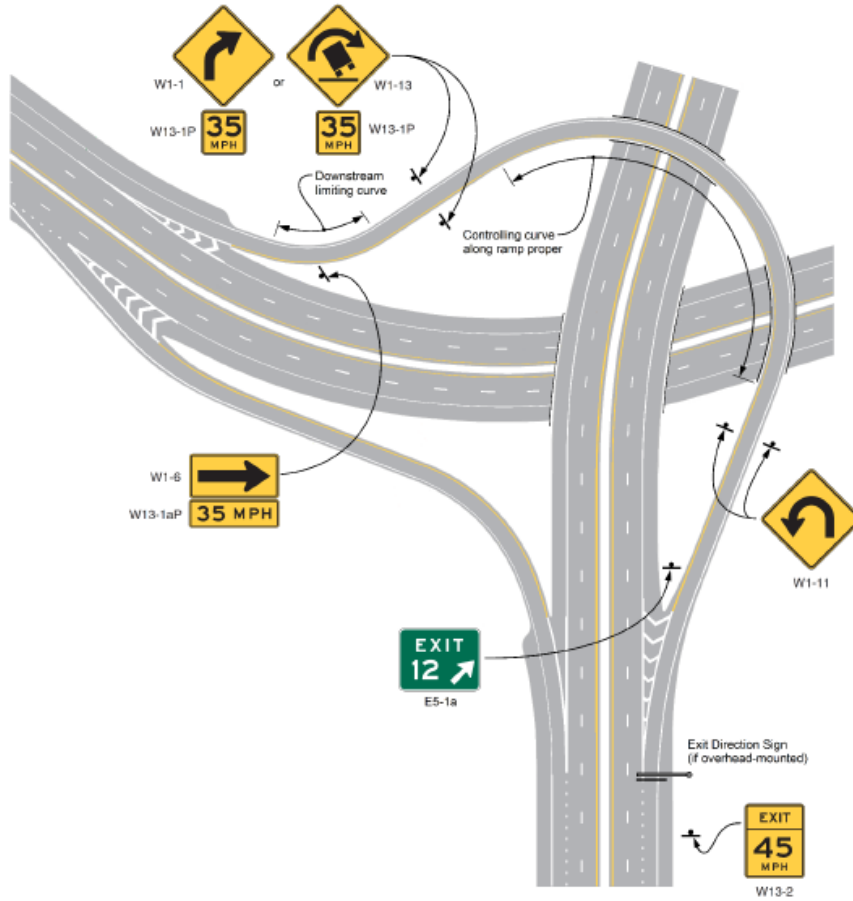 W1-1
or
W1-13
W13-1P
35
MPH
35
MPH
W13-1P
Downstream
limiting curve
Controlling curve
along ramp proper
W1-6
W13-1aP
35 MPH
W1-11
EXIT
12
E5-1a
Exit Direction Sign
(if overhead-mounted)
EXIT
45
MPH
W13-2